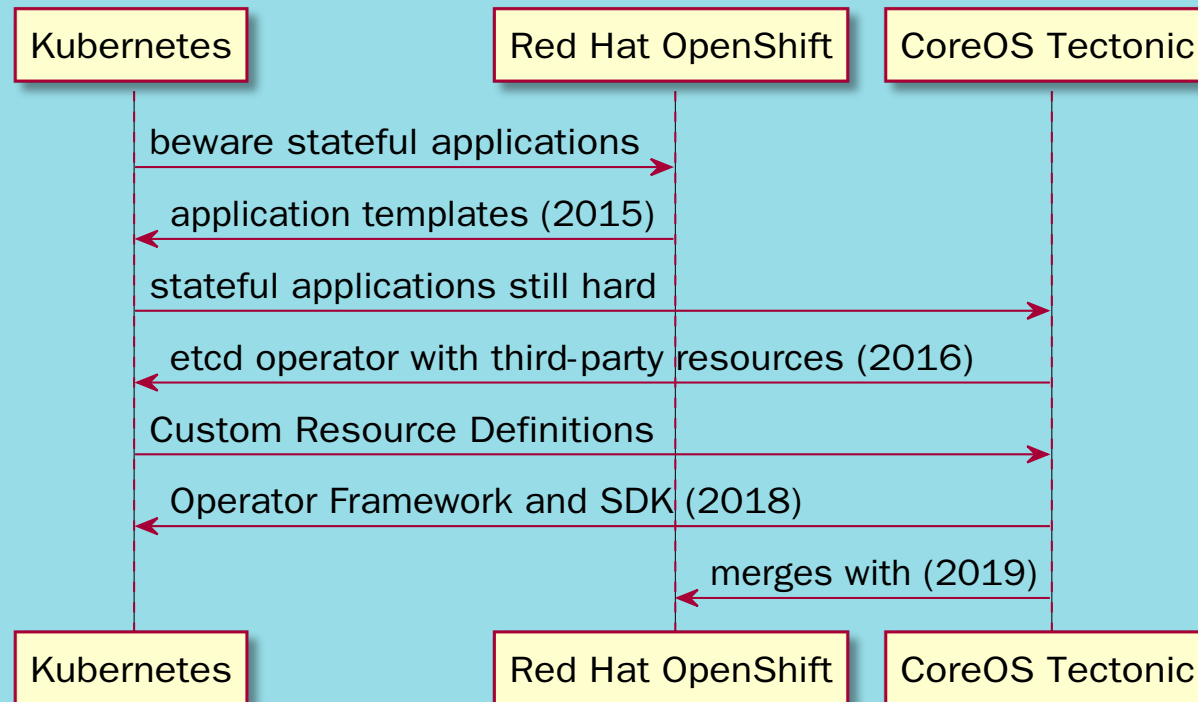 Kubernetes
Red Hat OpenShift
CoreOS Tectonic
beware stateful applications
application templates (2015)
stateful applications still hard
etcd operator with third-party resources (2016)
Custom Resource Definitions
Operator Framework and SDK (2018)
merges with (2019)
Kubernetes
Red Hat OpenShift
CoreOS Tectonic